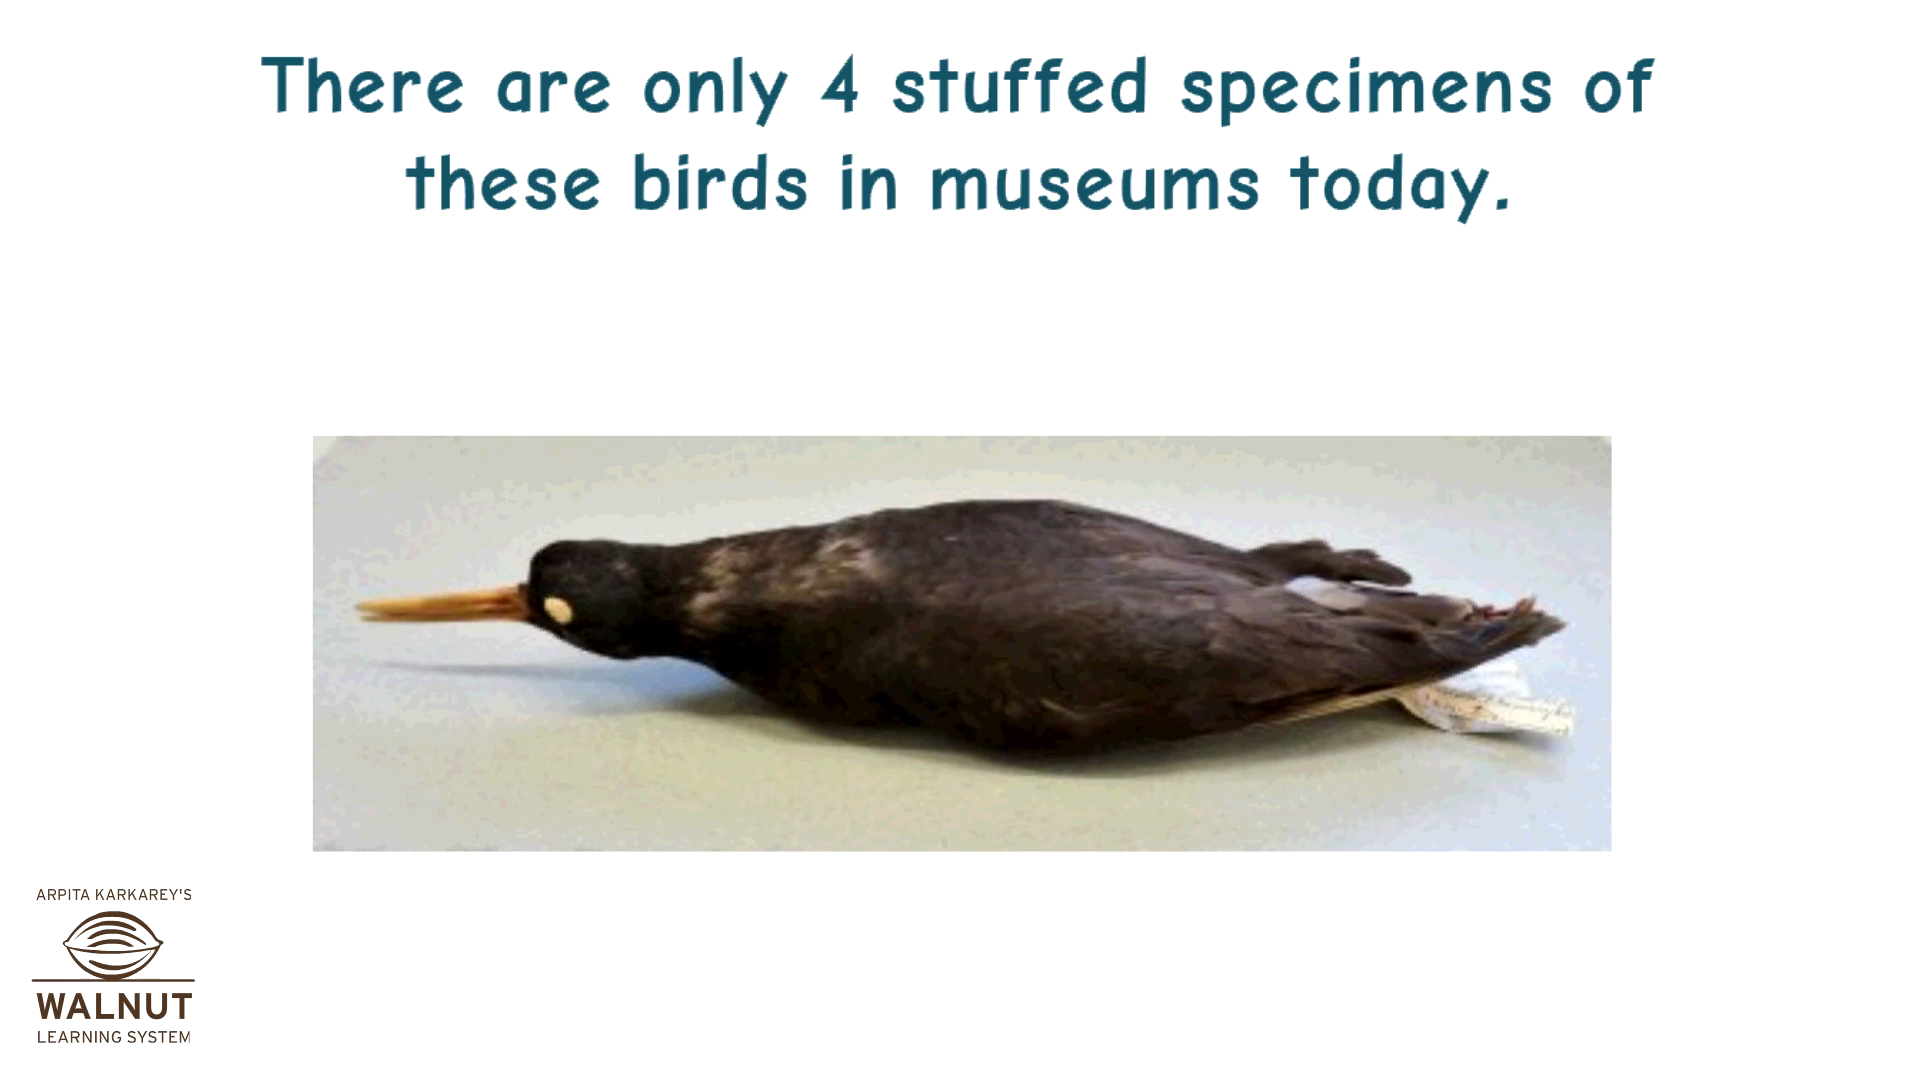 There are only 4 stuffed specimens of
these birds in museums today.
ARPITA KARKAREY'S
WALNUT
LEARNING SYSTEM